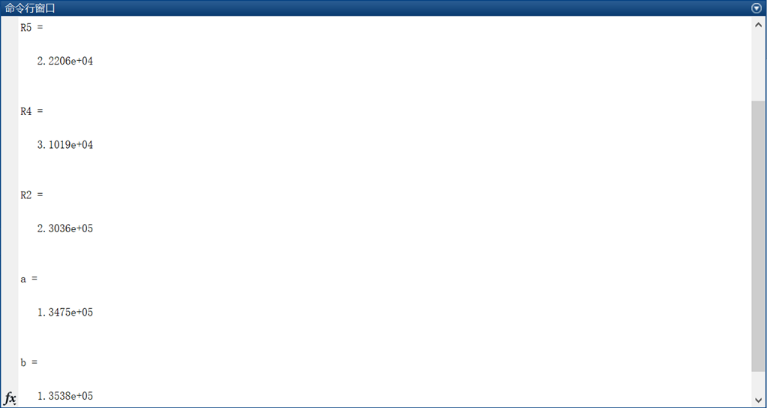 命令行窗口
R5 =
2.2206e+04
R4 =
3.1019e+04
R2 =
2.3036e+05
a =
1.3475e+05
b =
1.3538e+05
fx